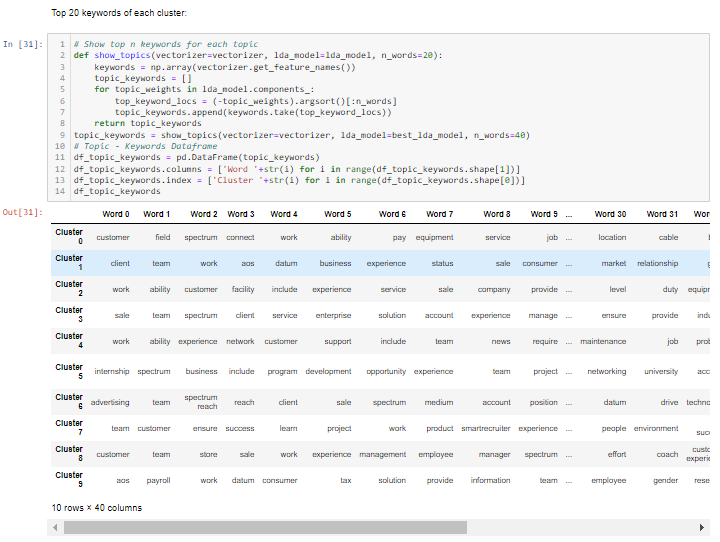 Top 20 keywords of each cluster:
In [31]:
1 # Show top n keywords for each topic
2 def show_topics(vectorizer=vectorizer, lda_model=lda_model, n_words=20):
3 keywords = np.array(vectorizer.get_feature_names())
4 topic_keywords = []
5 for topic_weights in lda_model.components_:
6 top_keyword_locs = (-topic_weights).argsort()[:n_words]
7 topic_keywords.append(keywords.take(top_keyword_locs))
8 return topic_keywords
9 topic_keywords = show_topics(vectorizer=vectorizer, lda_model=best_lda_model, n_words=40)
10 # Topic - Keywords Dataframe
11 df_topic_keywords = pd.DataFrame(topic_keywords)
12 df_topic_keywords.columns = ['Word '+str(i) for i in range(df_topic_keywords.shape[1])]
13 df_topic_keywords.index = ['Cluster '+str(i) for i in range(df_topic_keywords.shape[0])]
14 df_topic_keywords
Out[31]:
Word 0 Word 1 Word 2 Word 3 Word 4 Word 5 Word 6 Word 7 Word 8 Word 9 ... Word 30 Word 31 Wor
Cluster 0 customer field spectrum connect work ability pay equipment service job ... location cable
Cluster 1 client team work aos datum business experience status sale consumer ... market relationship
Cluster 2 work ability customer facility include experience service sale company provide ... level duty equipr
Cluster 3 sale team spectrum client service enterprise solution account experience manage ... ensure provide indu
Cluster 4 work ability experience network customer support include team news require ... maintenance job prob
Cluster 5 internship spectrum business include program development opportunity experience team project ... networking university acc
Cluster 6 advertising team spectrum reach reach client sale spectrum medium account position ... datum drive techno
Cluster 7 team customer ensure success learn project work product smartrecruiter experience ... people environment succ
Cluster 8 customer team store sale work experience management employee manager spectrum ... effort coach custo experie
Cluster 9 aos payroll work datum consumer tax solution provide information team ... employee gender rese
10 rows × 40 columns